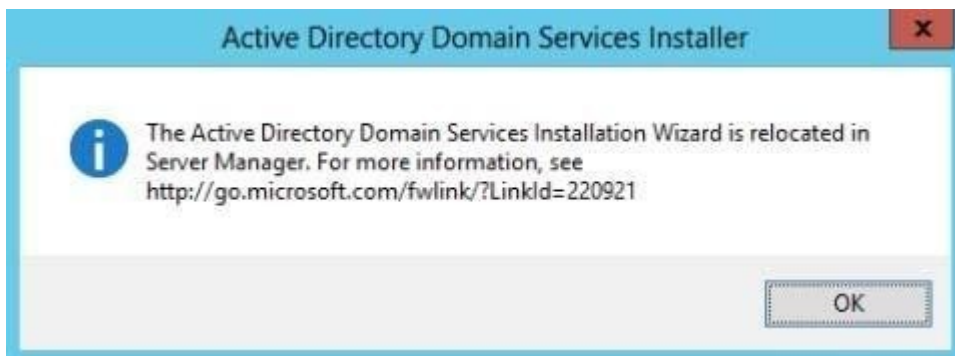 Active Directory Domain Services Installer
The Active Directory Domain Services Installation Wizard is relocated in
Server Manager. For more information, see
http://go.microsoft.com/fwlink/?LinkId=220921
OK